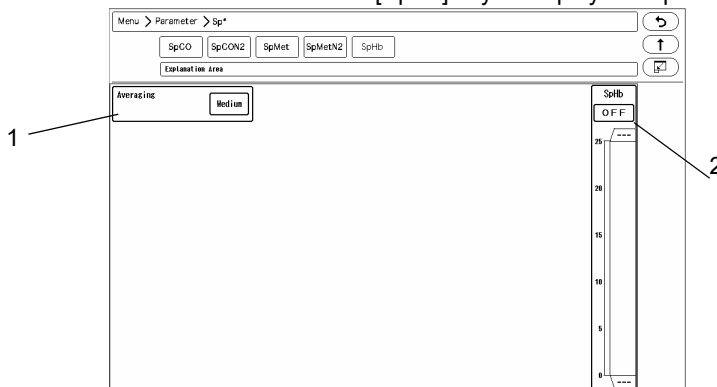 Menu > Parameter > Sp*
SpCO SpCON2 SpMet SpMetN2 SpHb
Explanation Area
Averaging
Medium
SpHb
OFF
---
25
20
15
10
5
0
---
1
2